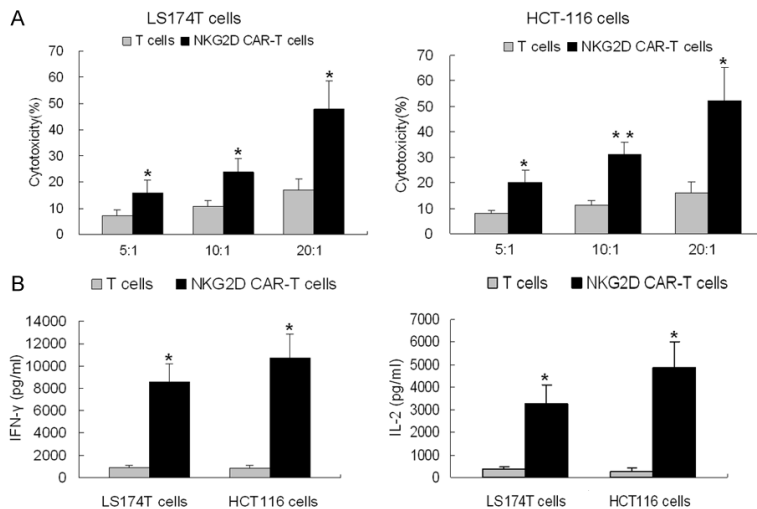 A
LS174T cells
T cells NKG2D CAR-T cells
Cytotoxicity(%)
70
60
50
40
30
20
10
0
* * *
5:1 10:1 20:1
HCT-116 cells
T cells NKG2D CAR-T cells
Cytotoxicity(%)
70
60
50
40
30
20
10
0
* ** *
5:1 10:1 20:1
B
T cells NKG2D CAR-T cells
IFN-γ (pg/ml)
14000
12000
10000
8000
6000
4000
2000
0
* *
LS174T cells HCT116 cells
T cells NKG2D CAR-T cells
IL-2 (pg/ml)
7000
6000
5000
4000
3000
2000
1000
0
* *
LS174T cells HCT116 cells